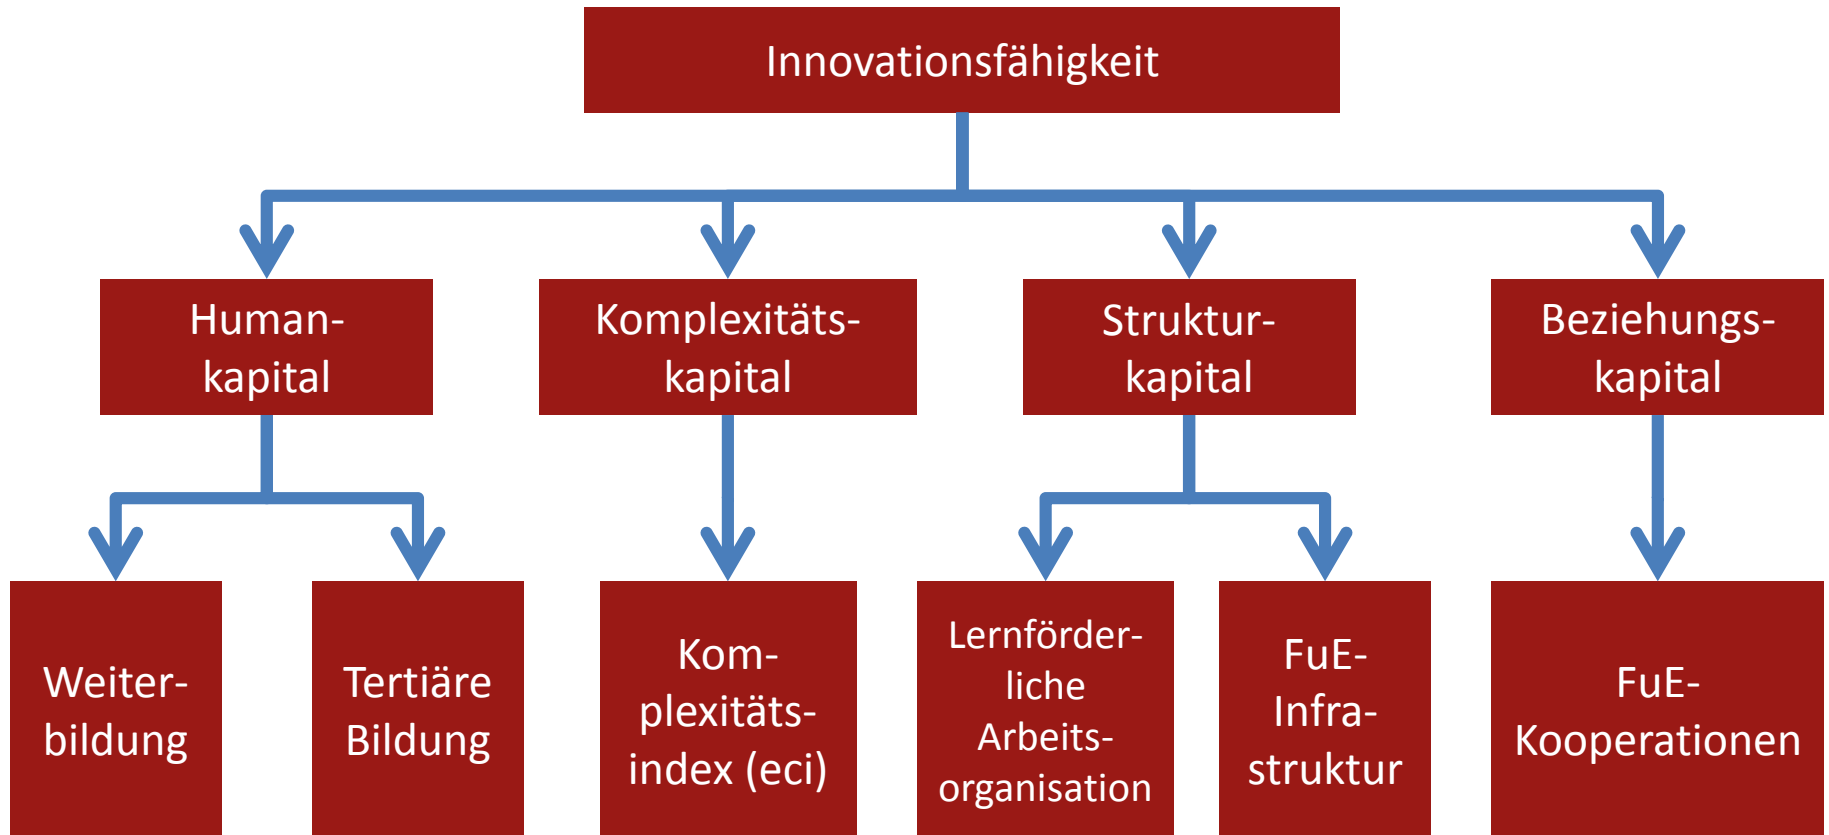 Innovationsfähigkeit
Human-
kapital
Komplexitäts-
kapital
Struktur-
kapital
Beziehungs-
kapital
Weiter-
bildung
Tertiäre
Bildung
Kom-
plexitäts-
index (eci)
Lernförder-
liche
Arbeits-
organisation
FuE-
Infra-
struktur
FuE-
Kooperationen